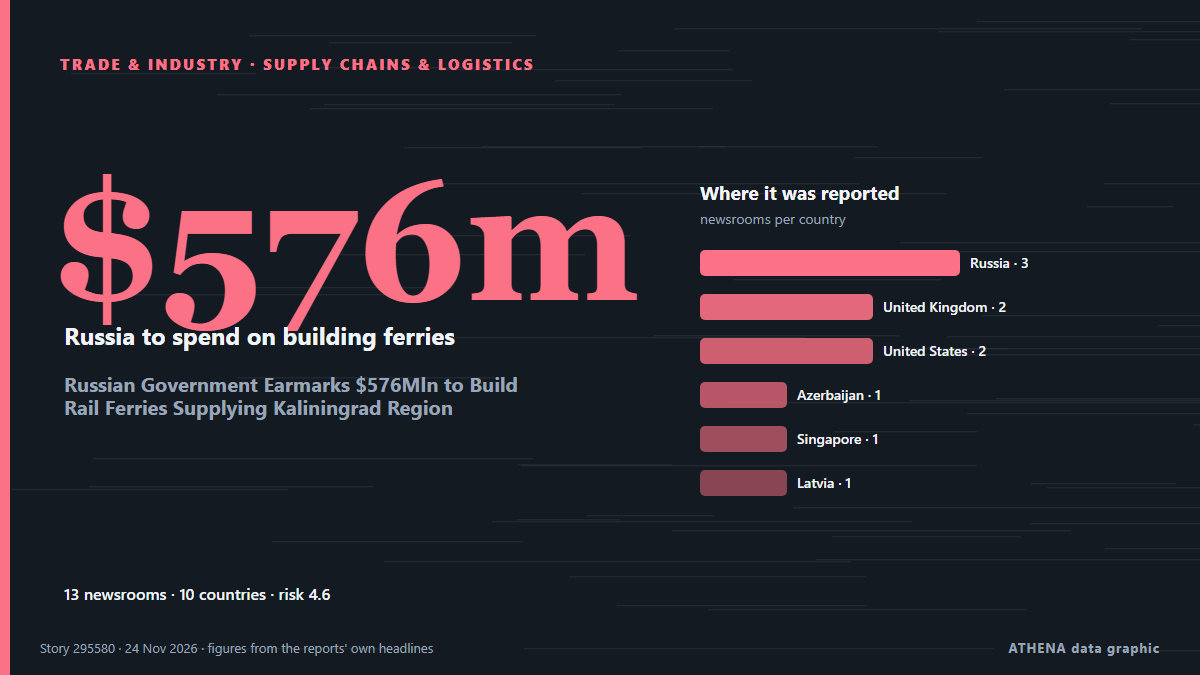 TRADE & INDUSTRY · SUPPLY CHAINS & LOGISTICS
$576m
Russia to spend on building ferries
Russian Government Earmarks $576Mln to Build
Rail Ferries Supplying Kaliningrad Region
Where it was reported
newsrooms per country
Russia · 3
United Kingdom · 2
United States · 2
Azerbaijan · 1
Singapore · 1
Latvia · 1
13 newsrooms · 10 countries · risk 4.6
Story 295580 · 24 Nov 2026 · figures from the reports' own headlines
ATHENA data graphic